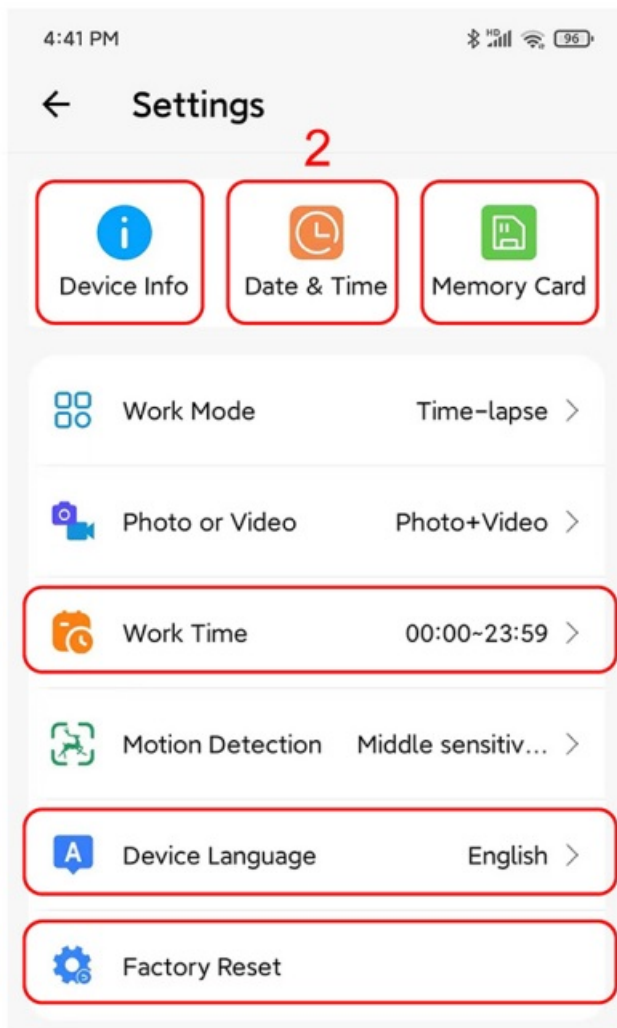 4:41 PM HD 96
Settings
2
Device Info Date & Time Memory Card
Work Mode Time-lapse
Photo or Video Photo+Video
Work Time 00:00~23:59
Motion Detection Middle sensitiv...
A Device Language English
Factory Reset